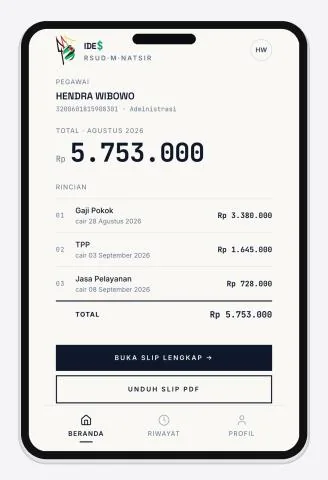 IDE$
RSUD·M·NATSIR
HW
PEGAWAI
HENDRA WIBOWO
3200601815908301 · Administrasi
TOTAL · AGUSTUS 2026
Rp 5.753.000
RINCIAN
01 Gaji Pokok Rp 3.380.000
cair 28 Agustus 2026
02 TPP Rp 1.645.000
cair 03 September 2026
03 Jasa Pelayanan Rp 728.000
cair 08 September 2026
TOTAL Rp 5.753.000
BUKA SLIP LENGKAP →
UNDUH SLIP PDF
BERANDA RIWAYAT PROFIL